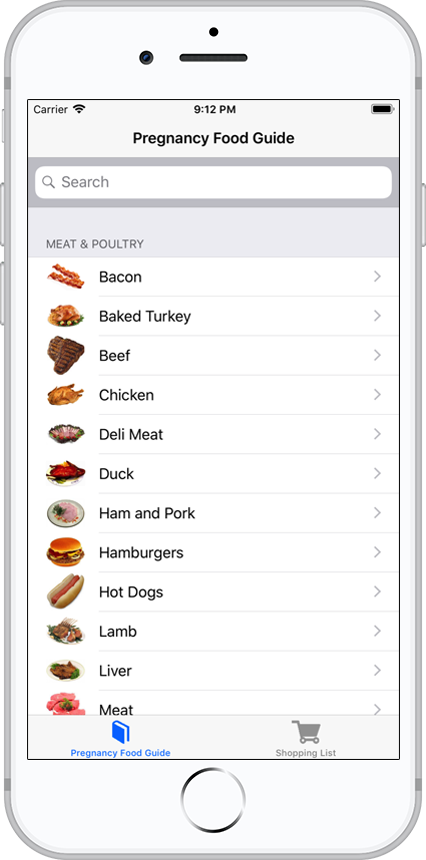 Carrier 9:12 PM
Pregnancy Food Guide
Search
MEAT & POULTRY
Bacon
Baked Turkey
Beef
Chicken
Deli Meat
Duck
Ham and Pork
Hamburgers
Hot Dogs
Lamb
Liver
Meat
Pregnancy Food Guide
Shopping List